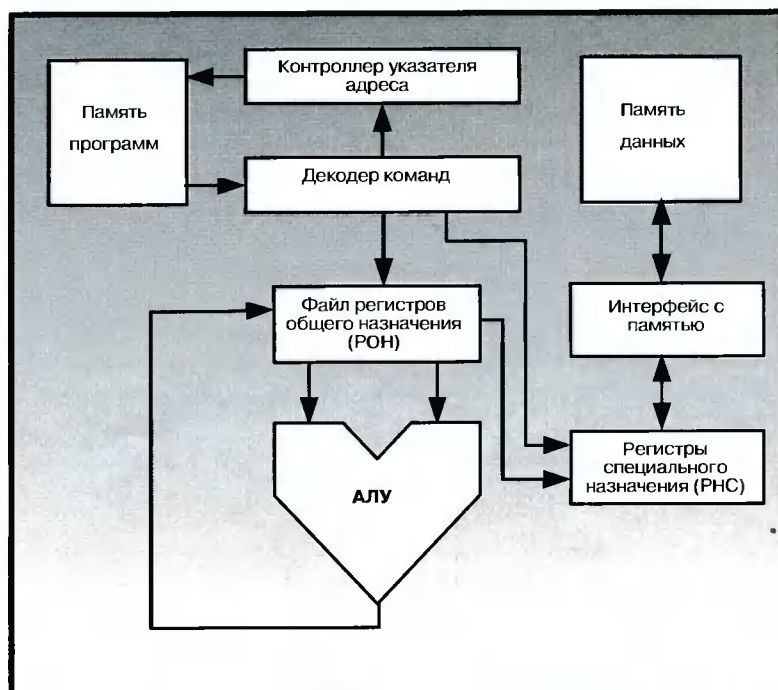 Контроллер указателя
адреса
Память
программ
Память
данных
Декодер команд
Файл регистров
общего назначения
(РОН)
Интерфейс с
памятью
Регистры
специального
назначения (РНС)
АЛУ